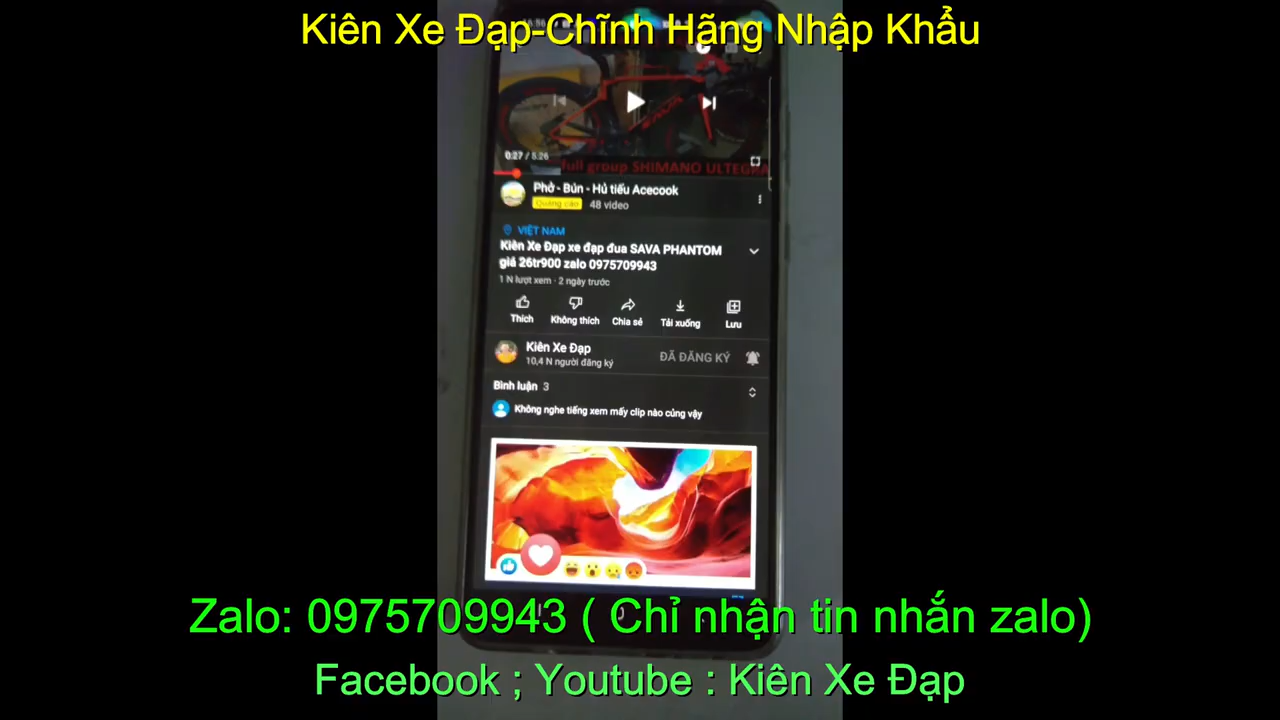 Kiên Xe Đạp-Chĩnh Hãng Nhập Khẩu
0:27 / 5:26
full group SHIMANO ULTEGRA
Phở - Bún - Hủ tiếu Acecook
Quảng cáo 48 video
VIỆT NAM
Kiên Xe Đạp xe đạp đua SAVA PHANTOM
giá 26tr900 zalo 0975709943
1 N lượt xem · 2 ngày trước
Thích Không thích Chia sẻ Tải xuống Lưu
Kiên Xe Đạp
10,4 N người đăng ký
ĐÃ ĐĂNG KÝ
Bình luận 3
Không nghe tiếng xem mấy clip nào củng vậy
Zalo: 0975709943 ( Chỉ nhận tin nhắn zalo)
Facebook ; Youtube : Kiên Xe Đạp